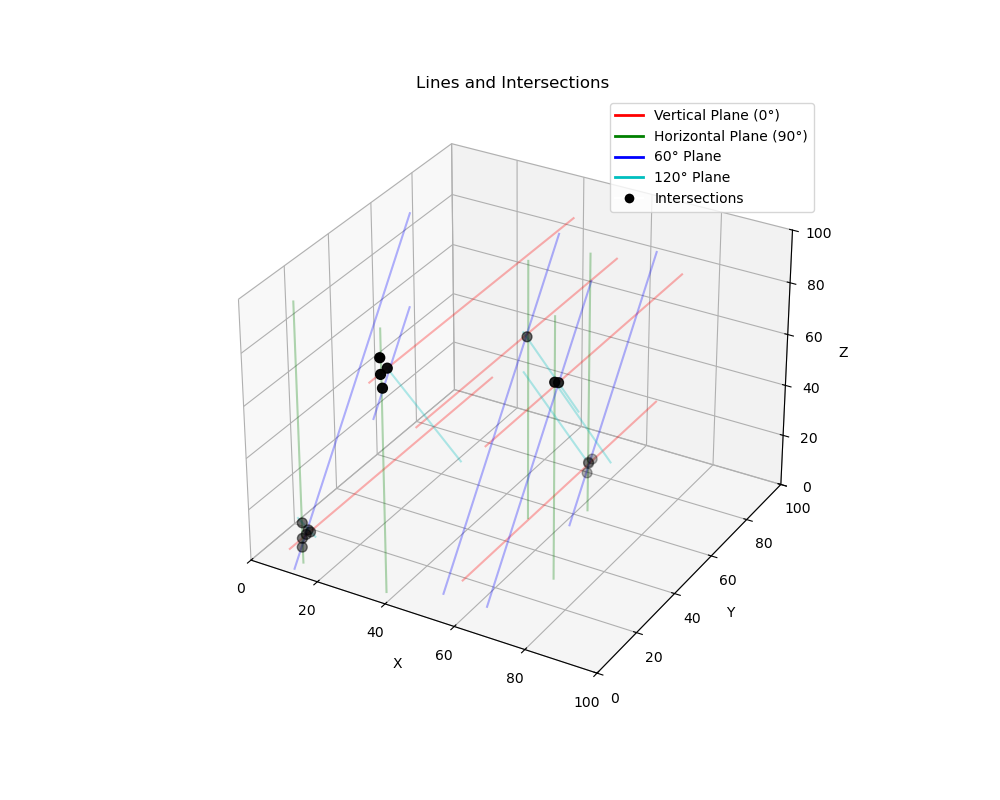 Lines and Intersections
Vertical Plane (0°)
Horizontal Plane (90°)
60° Plane
120° Plane
Intersections
100
80
60
40
20
0
Z
100
80
60
40
20
0
Y
0
20
40
60
80
100
X